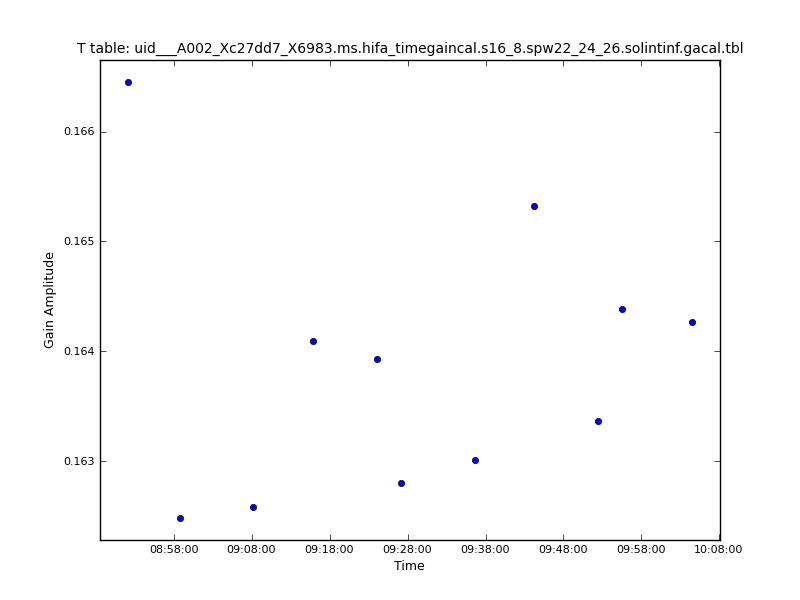 T table: uid___A002_Xc27dd7_X6983.ms.hifa_timegaincal.s16_8.spw22_24_26.solintinf.gacal.tbl
0.166
0.165
0.164
0.163
Gain Amplitude
08:58:00 09:08:00 09:18:00 09:28:00 09:38:00 09:48:00 09:58:00 10:08:00
Time